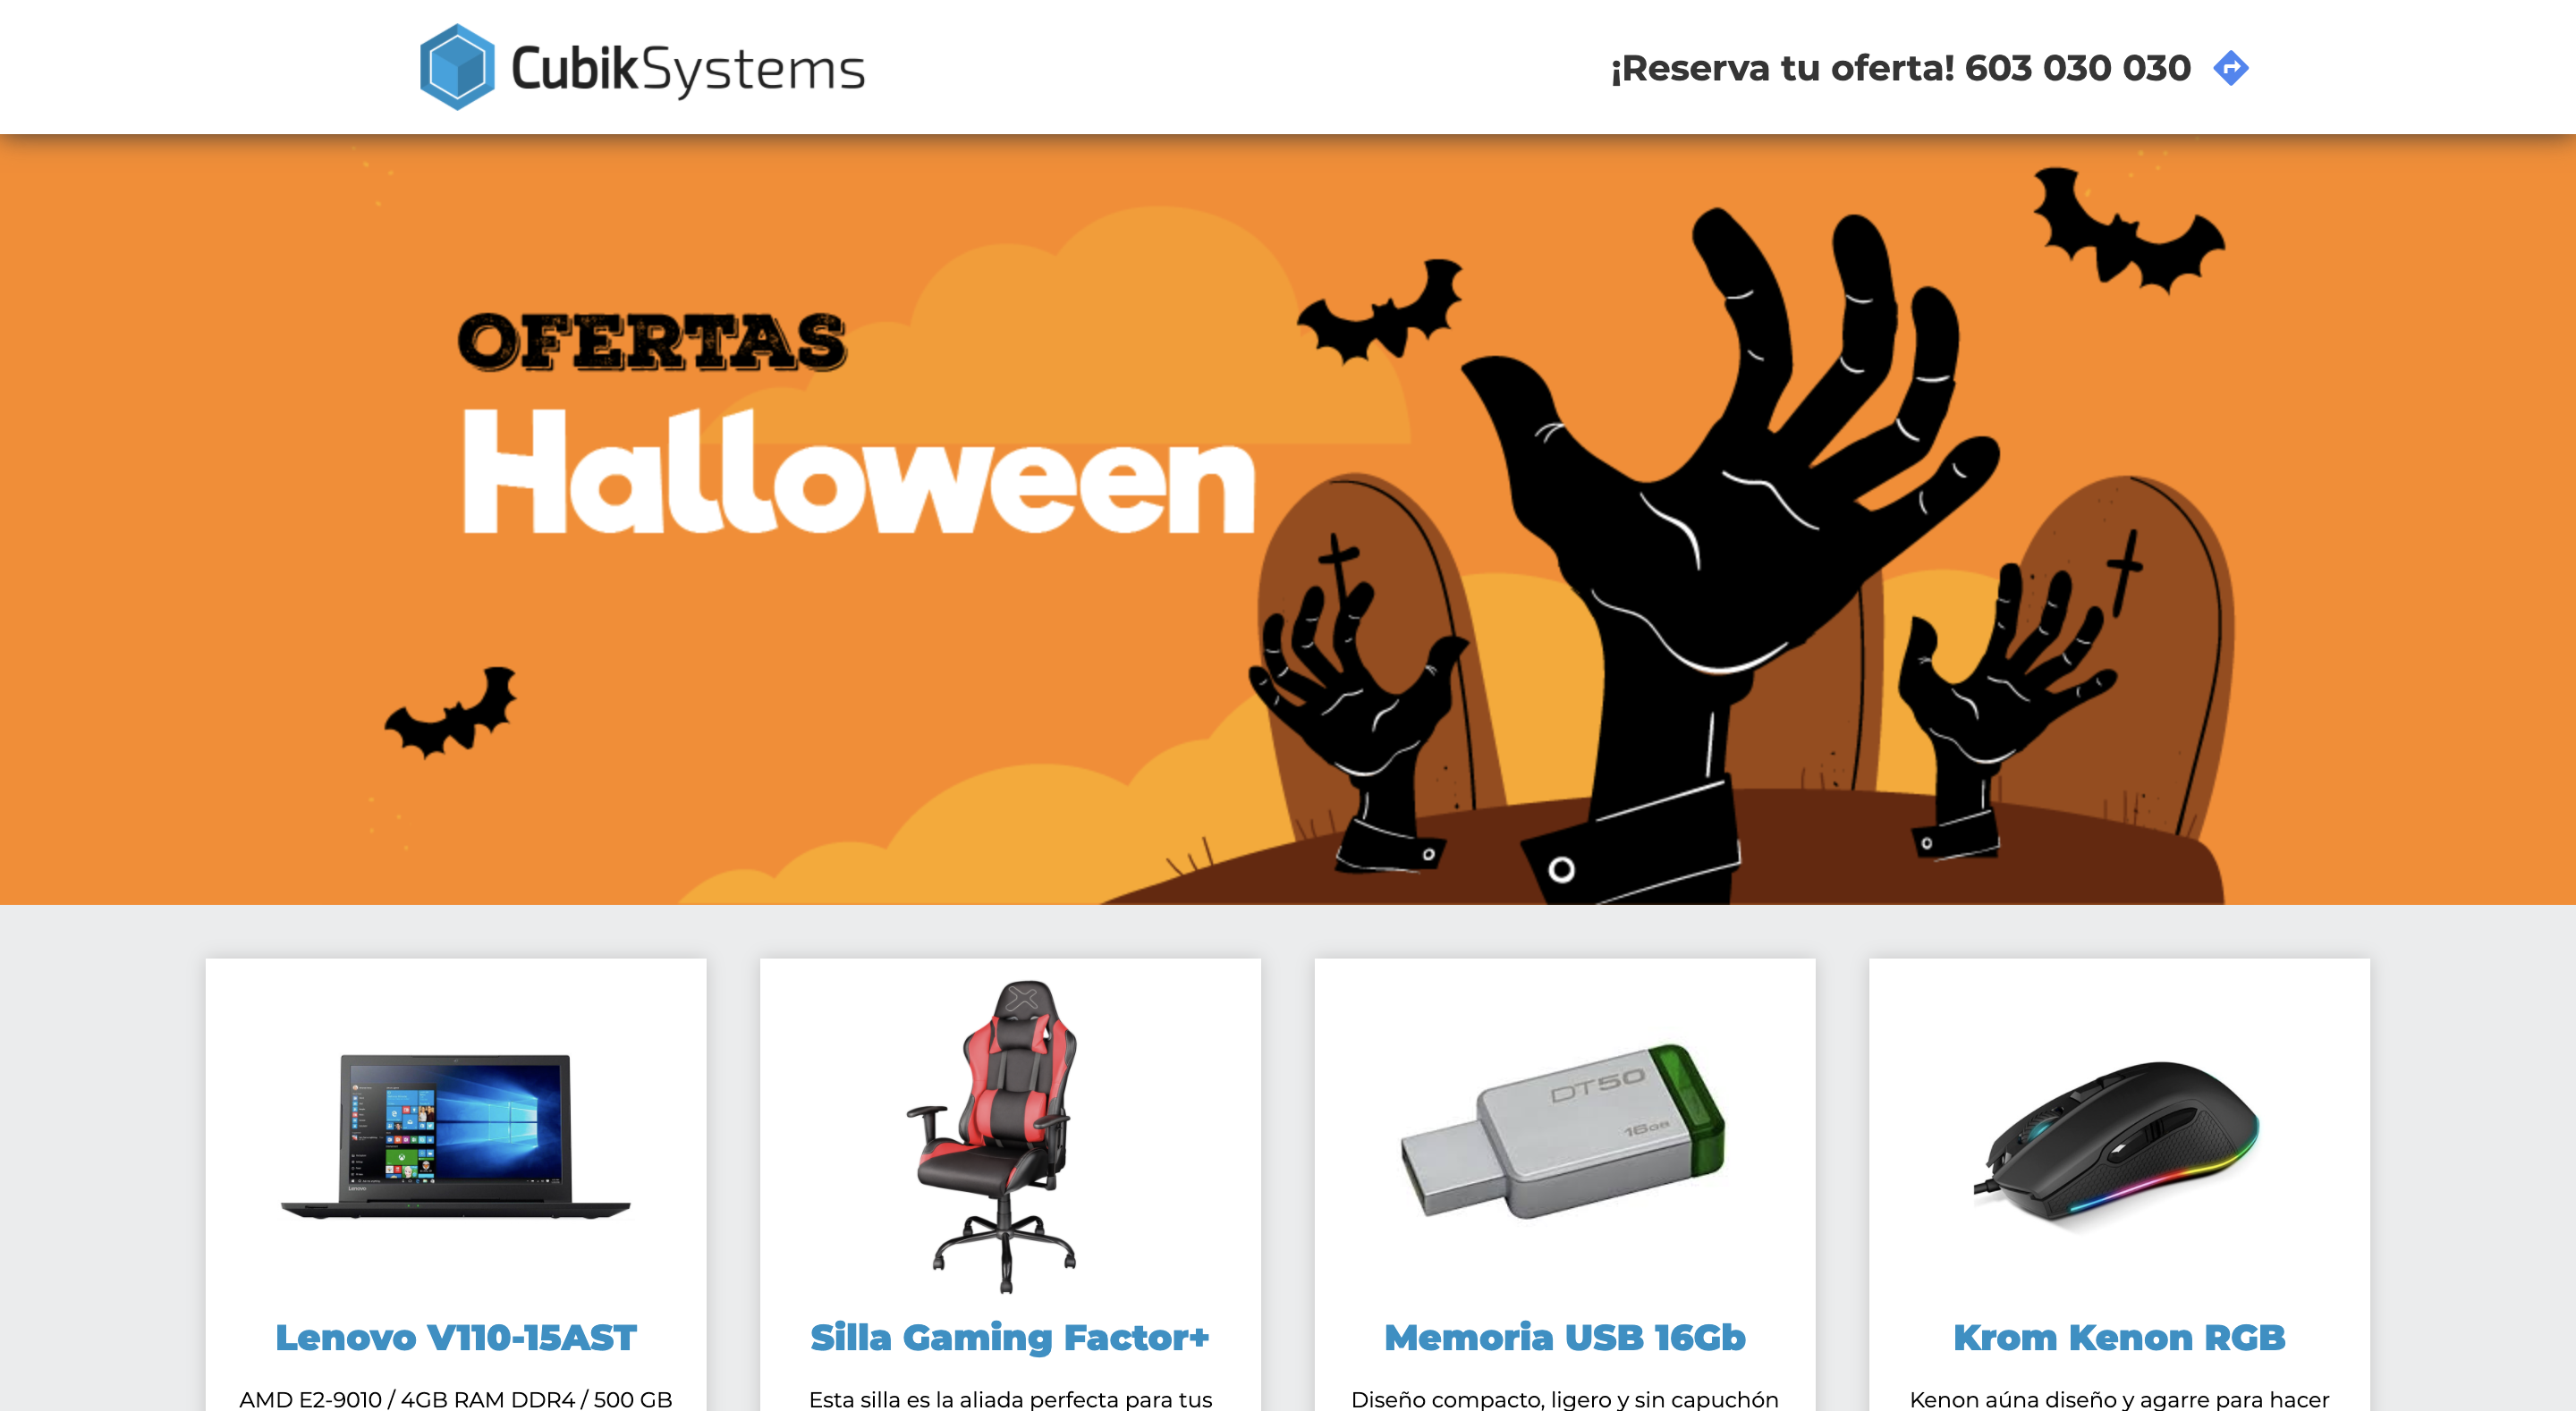 CubikSystems
¡Reserva tu oferta! 603 030 030
OFERTAS
Halloween
DT50
16GB
Lenovo V110-15AST
Silla Gaming Factor+
Memoria USB 16Gb
Krom Kenon RGB
AMD E2-9010 / 4GB RAM DDR4 / 500 GB
Esta silla es la aliada perfecta para tus
Diseño compacto, ligero y sin capuchón
Kenon aúna diseño y agarre para hacer